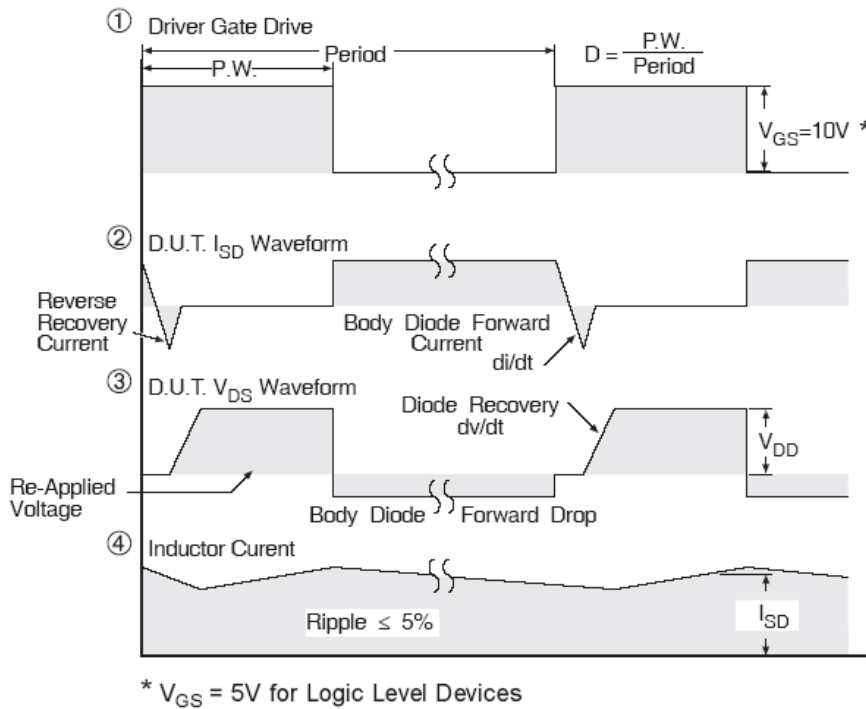 ① Driver Gate Drive
Period
P.W.
D = P.W.
Period
V_GS=10V *
② D.U.T. I_SD Waveform
Reverse
Recovery
Current
Body Diode Forward
Current
di/dt
③ D.U.T. V_DS Waveform
Diode Recovery
dv/dt
V_DD
Re-Applied
Voltage
Body Diode Forward Drop
④ Inductor Curent
Ripple ≤ 5%
I_SD
* V_GS = 5V for Logic Level Devices